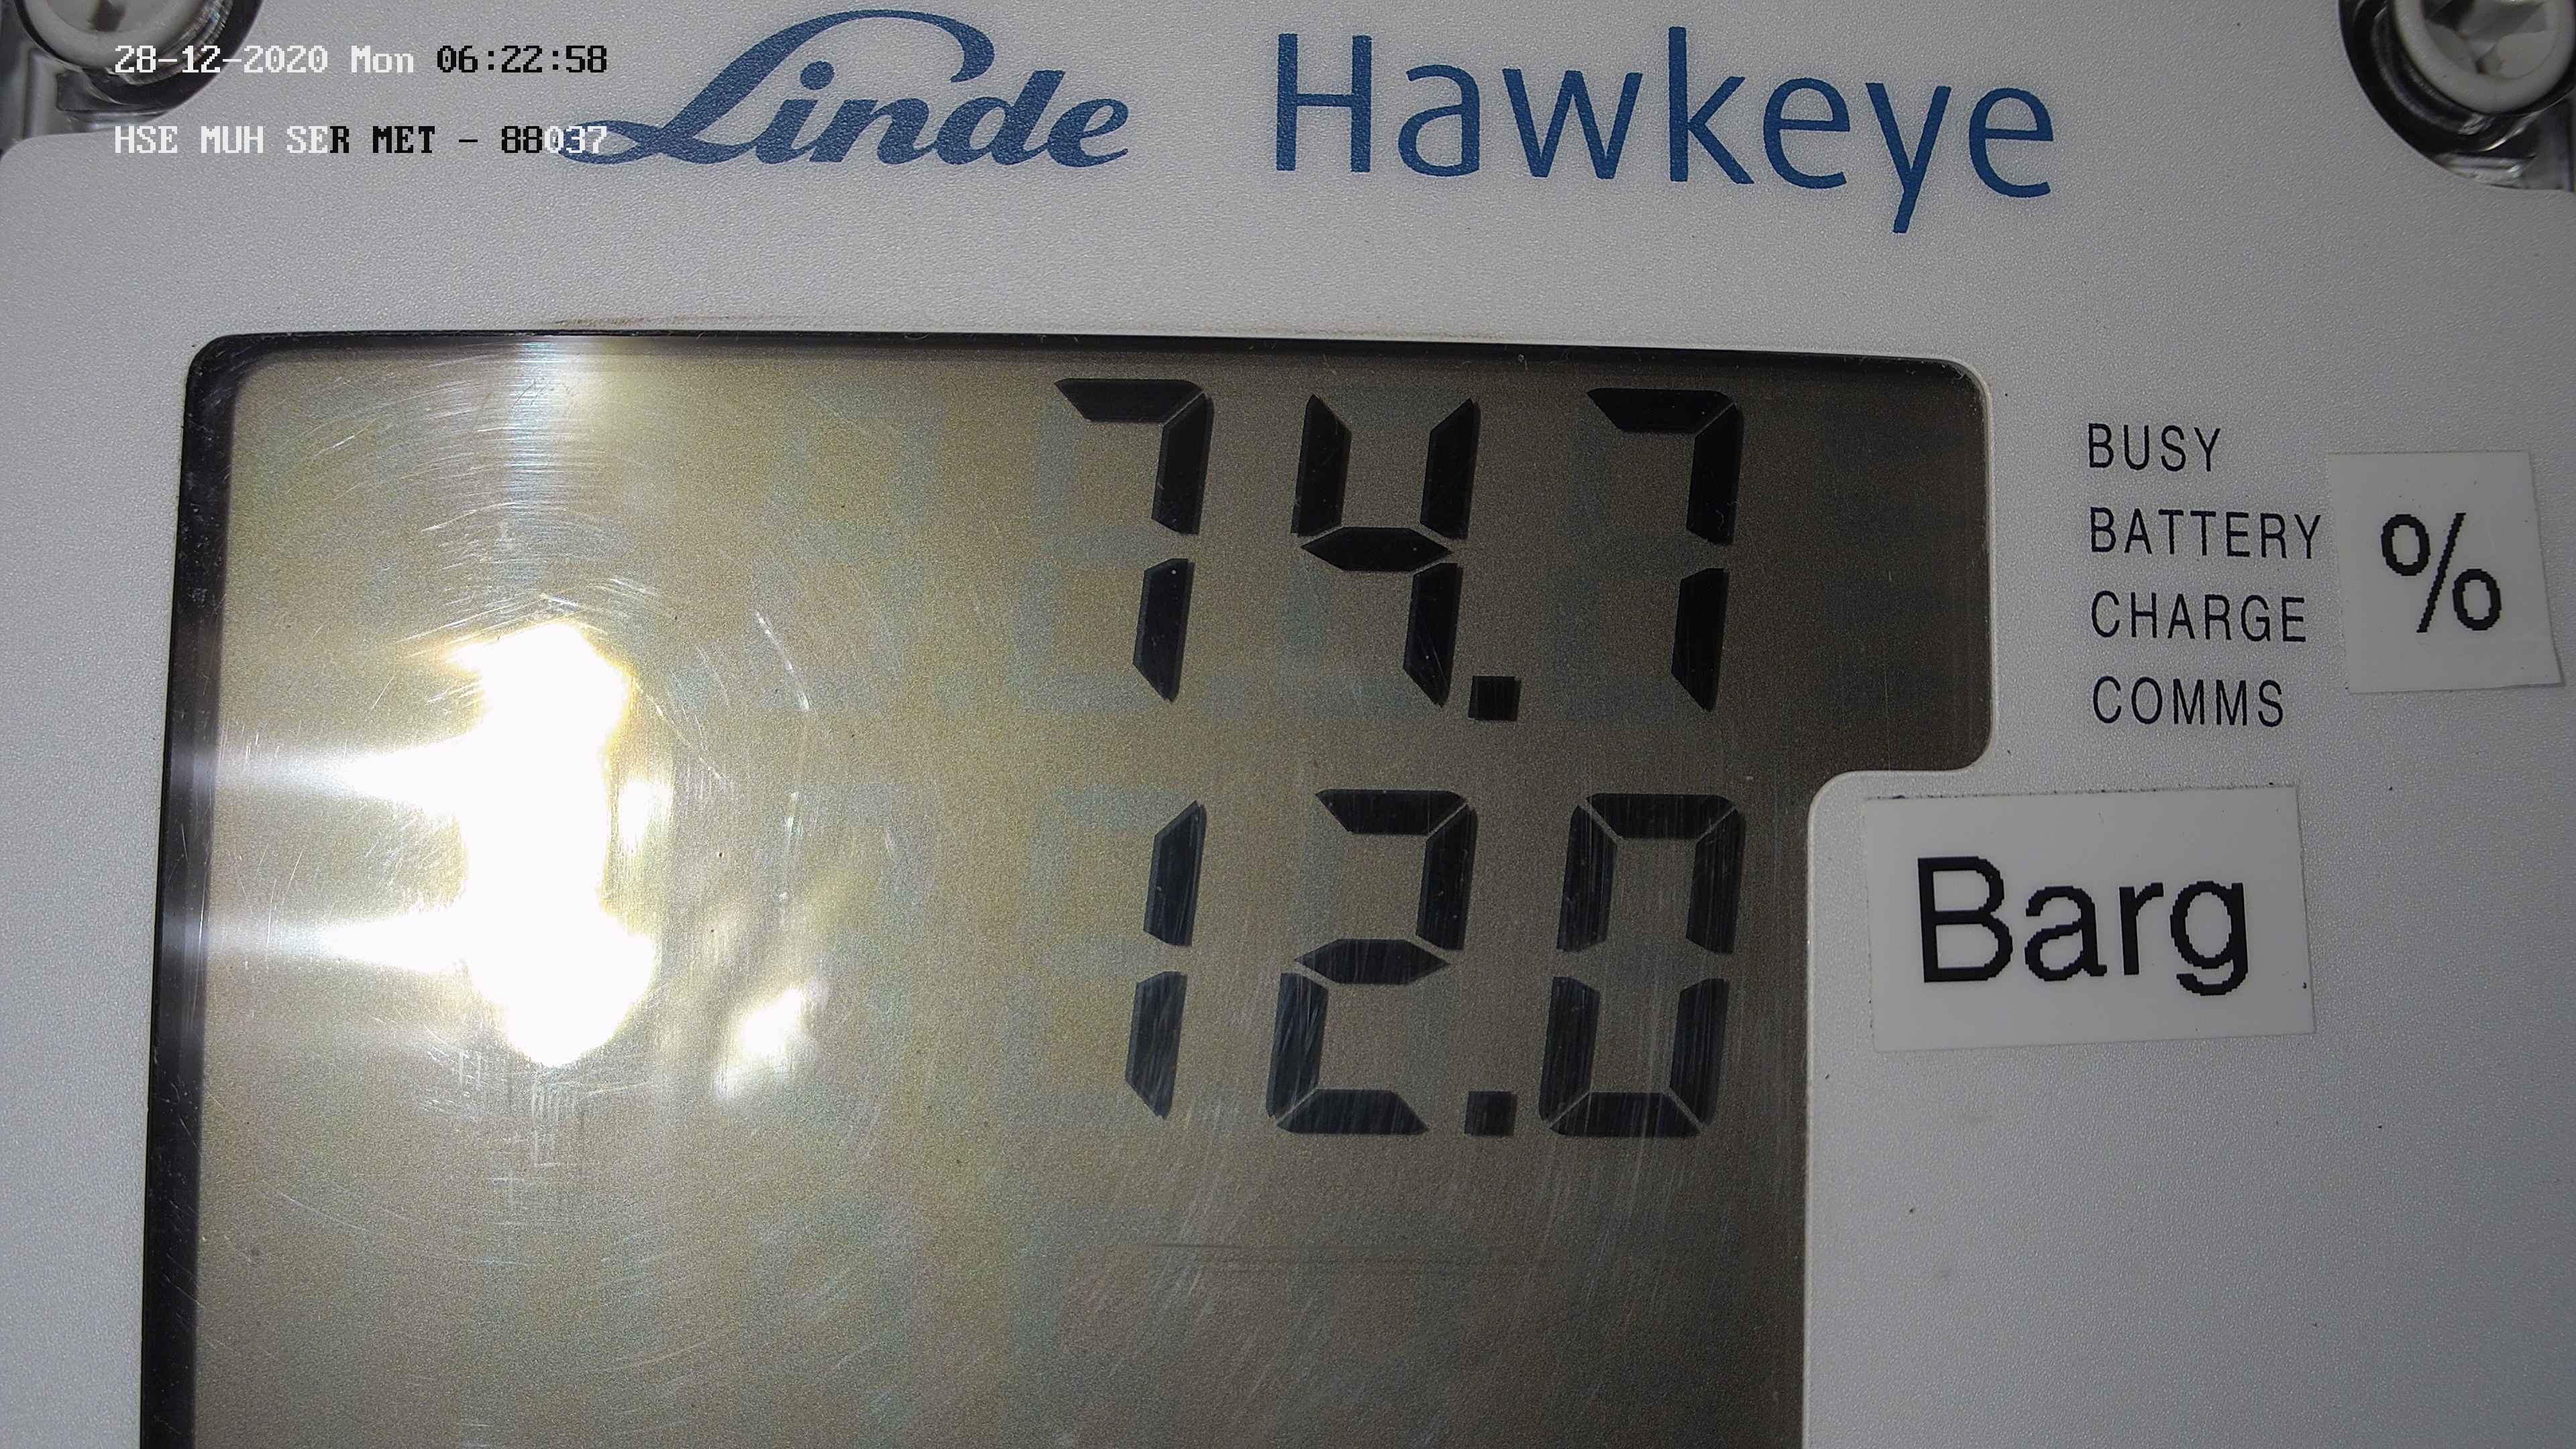 28-12-2020 Mon 06:22:58
HSE MUH SER MET - 88037
Linde Hawkeye
74.7
BUSY
BATTERY
CHARGE
COMMS
%
12.0
Barg